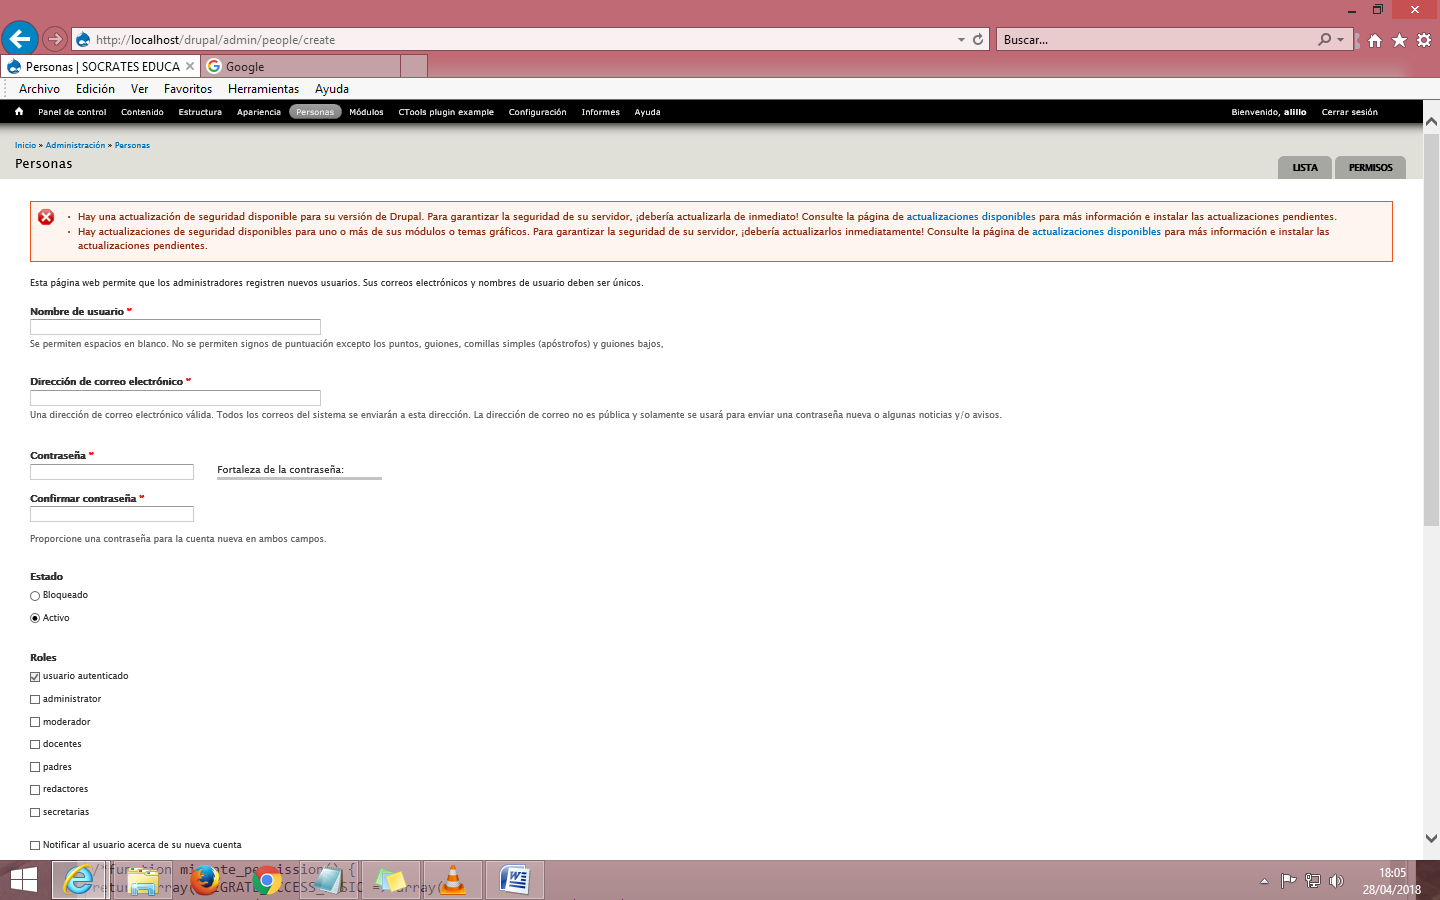 http://localhost/drupal/admin/people/create
Buscar...
Personas | SOCRATES EDUCA
Google
Archivo Edición Ver Favoritos Herramientas Ayuda
Panel de control Contenido Estructura Apariencia Personas Módulos CTools plugin example Configuración Informes Ayuda Bienvenido, alillo Cerrar sesión
Inicio » Administración » Personas
Personas
LISTA PERMISOS
• Hay una actualización de seguridad disponible para su versión de Drupal. Para garantizar la seguridad de su servidor, ¡debería actualizarla de inmediato! Consulte la página de actualizaciones disponibles para más información e instalar las actualizaciones pendientes.
• Hay actualizaciones de seguridad disponibles para uno o más de sus módulos o temas gráficos. Para garantizar la seguridad de su servidor, ¡debería actualizarlos inmediatamente! Consulte la página de actualizaciones disponibles para más información e instalar las
actualizaciones pendientes.
Esta página web permite que los administradores registren nuevos usuarios. Sus correos electrónicos y nombres de usuario deben ser únicos.
Nombre de usuario *
Se permiten espacios en blanco. No se permiten signos de puntuación excepto los puntos, guiones, comillas simples (apóstrofos) y guiones bajos,
Dirección de correo electrónico *
Una dirección de correo electrónico válida. Todos los correos del sistema se enviarán a esta dirección. La dirección de correo no es pública y solamente se usará para enviar una contraseña nueva o algunas noticias y/o avisos.
Contraseña *
Fortaleza de la contraseña:
Confirmar contraseña *
Proporcione una contraseña para la cuenta nueva en ambos campos.
Estado
Bloqueado
Activo
Roles
usuario autenticado
administrator
moderador
docentes
padres
redactores
secretarias
Notificar al usuario acerca de su nueva cuenta
18:05
28/04/2018